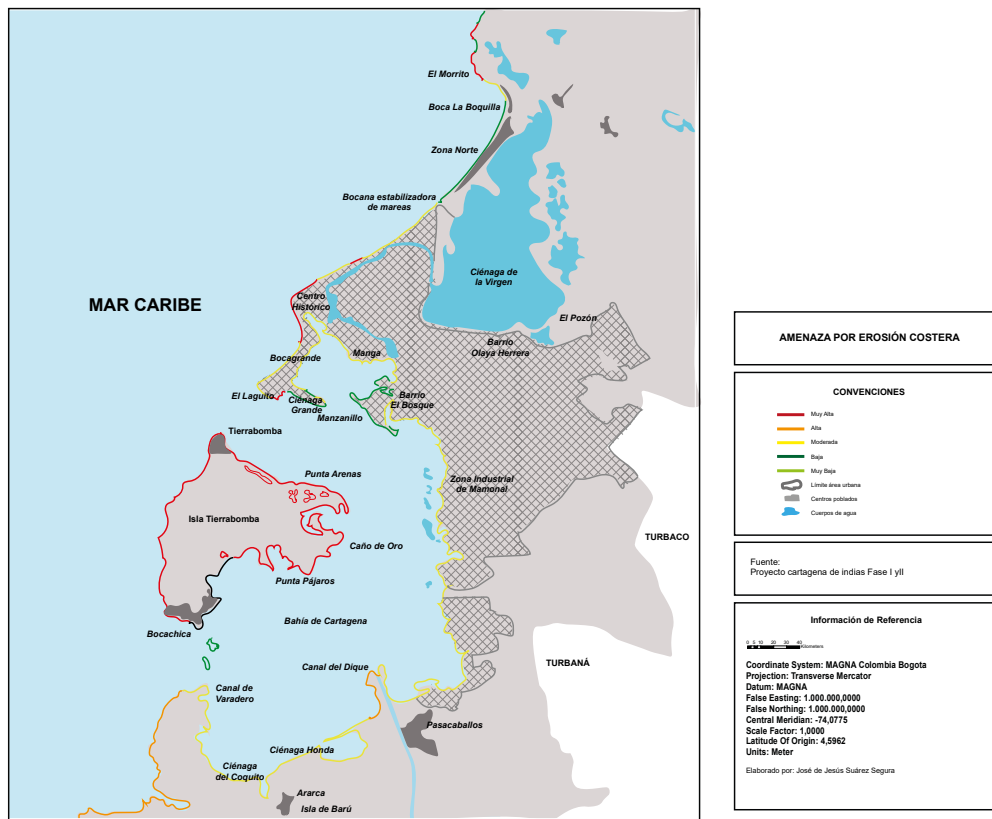 El Morrito
Boca La Boquilla
Zona Norte
Bocana estabilizadora
de mareas
Ciénaga de
la Virgen
MAR CARIBE
Centro
Histórico
El Pozón
Barrio
Olaya Herrera
Manga
Bocagrande
El Laguito
Ciénaga
Grande
Manzanillo
Barrio
El Bosque
Tierrabomba
Punta Arenas
Zona Industrial
de Mamonal
Isla Tierrabomba
Caño de Oro
TURBACO
Punta Pájaros
Bahía de Cartagena
Bocachica
Canal del Dique
TURBANÁ
Canal de
Varadero
Pasacaballos
Ciénaga Honda
Ciénaga
del Coquito
Ararca
Isla de Barú
AMENAZA POR EROSIÓN COSTERA
CONVENCIONES
Muy Alta
Alta
Moderada
Baja
Muy Baja
Límite área urbana
Centros poblados
Cuerpos de agua
Fuente:
Proyecto cartagena de indias Fase I yII
Información de Referencia
0 5 10 20 30 40
Kilometers
Coordinate System: MAGNA Colombia Bogota
Projection: Transverse Mercator
Datum: MAGNA
False Easting: 1.000.000,0000
False Northing: 1.000.000,0000
Central Meridian: -74,0775
Scale Factor: 1,0000
Latitude Of Origin: 4,5962
Units: Meter
Elaborado por: José de Jesús Suárez Segura